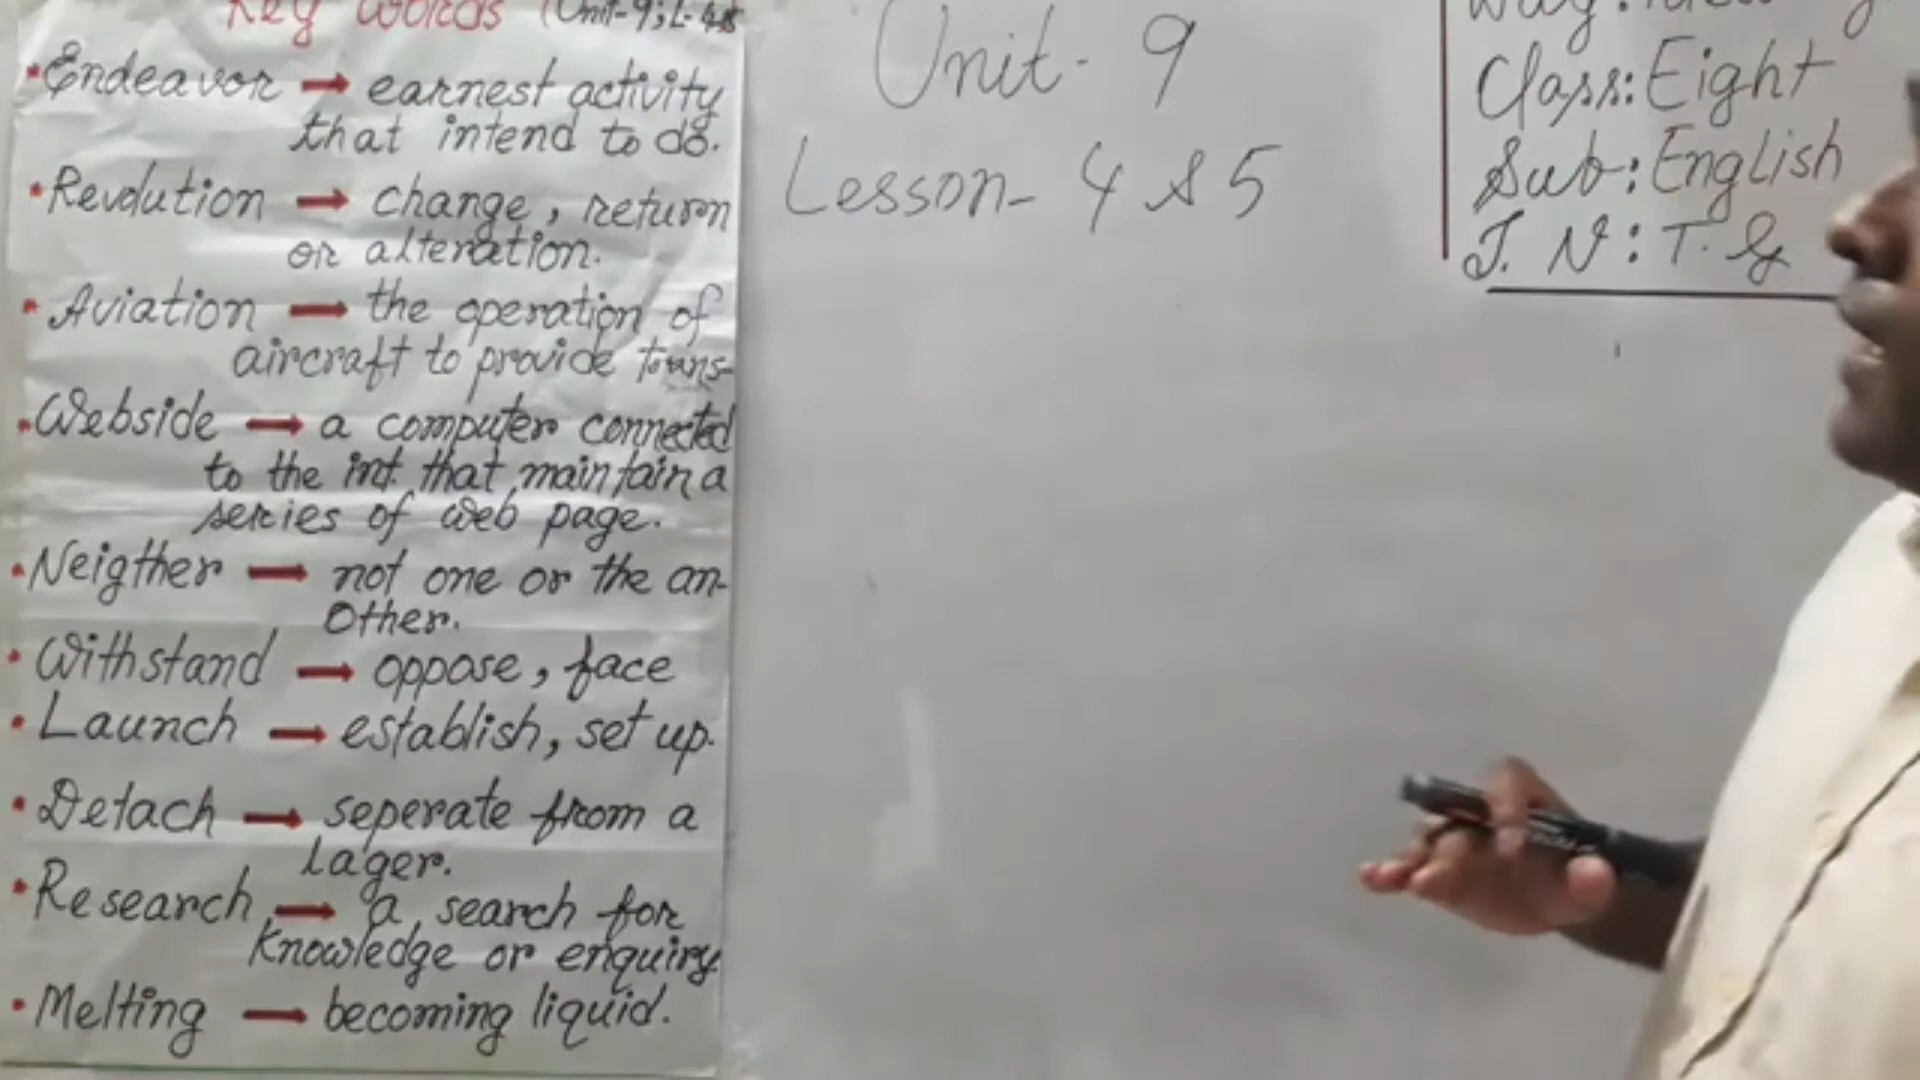 Key Words (Unit-9; L-4&5
Endeavor → earnest activity
that intend to do.
Revolution → change, return
or alteration.
Aviation → the operation of
aircraft to provide trans-
Webside → a computer connected
to the int. that maintain a
series of web page.
Neigther → not one or the an-
other.
Withstand → oppose, face
Launch → establish, set up.
Detach → seperate from a
lager.
Research → a search for
knowledge or enquiry
Melting → becoming liquid.
Unit- 9
Lesson- 4 & 5
Class: Eight
Sub: English
T. N: T. G